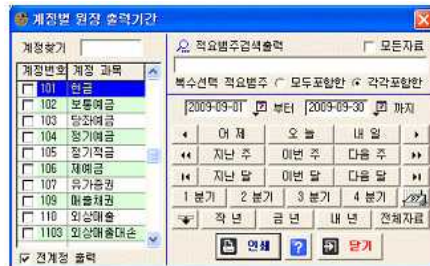 계정별 원장 출력기간
계정찾기
계정번호 계정 과목
101 현금
102 보통예금
103 당좌예금
104 정기예금
105 정기적금
106 제예금
107 유가증권
109 매출채권
110 외상매출
1103 외상매출대손
전계정 출력
적요범주검색출력 모든자료
복수선택 적요범주 모두포함한 각각포함한
2009-09-01 부터 2009-09-30 까지
어 제 오 늘 내 일
지난 주 이번 주 다음 주
지난 달 이번 달 다음 달
1 분기 2 분기 3 분기 4 분기
작 년 금 년 내 년 전체자료
인쇄 ? 닫기